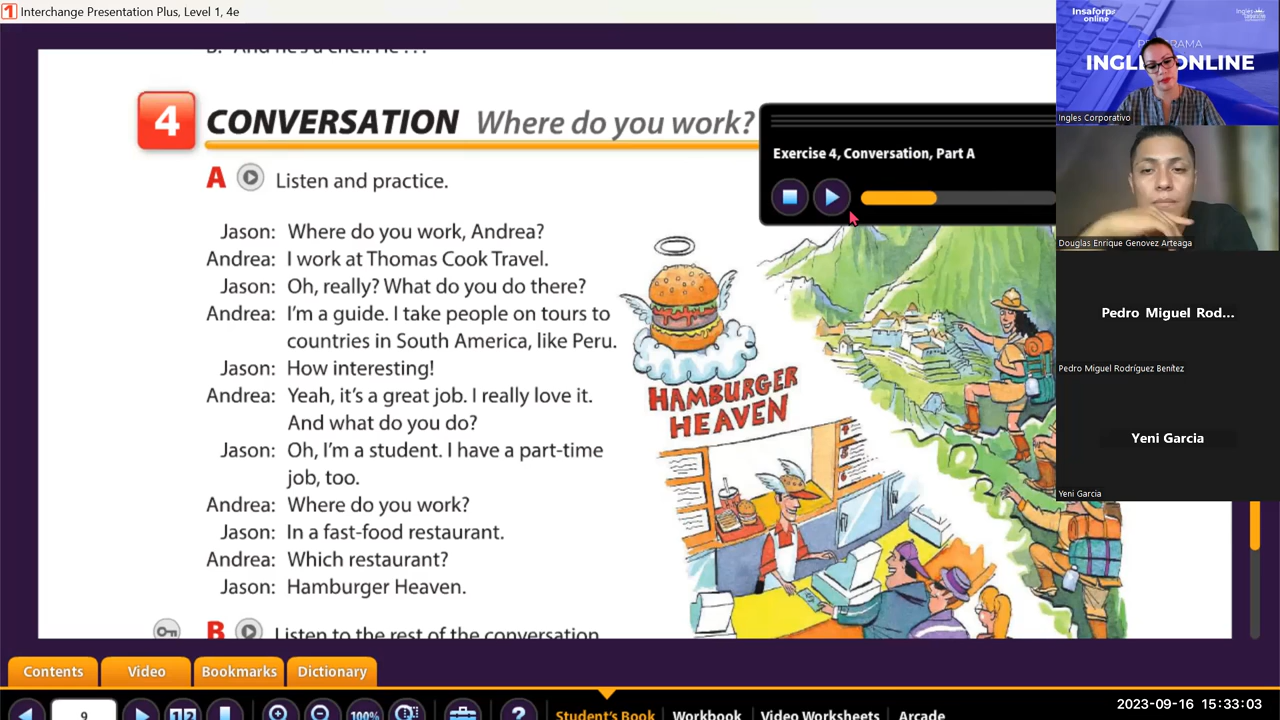 Interchange Presentation Plus, Level 1, 4e
4 CONVERSATION Where do you work?
A Listen and practice.
Jason: Where do you work, Andrea?
Andrea: I work at Thomas Cook Travel.
Jason: Oh, really? What do you do there?
Andrea: I'm a guide. I take people on tours to
countries in South America, like Peru.
Jason: How interesting!
Andrea: Yeah, it's a great job. I really love it.
And what do you do?
Jason: Oh, I'm a student. I have a part-time
job, too.
Andrea: Where do you work?
Jason: In a fast-food restaurant.
Andrea: Which restaurant?
Jason: Hamburger Heaven.
B Listen to the rest of the conversation
Exercise 4, Conversation, Part A
HAMBURGER
HEAVEN
Insaforp
online
INGL ONLINE
Ingles Corporativo
Douglas Enrique Genovez Arteaga
Pedro Miguel Rod...
Pedro Miguel Rodríguez Benítez
Yeni Garcia
Yeni Garcia
Contents Video Bookmarks Dictionary
9 1 2 100% ? Student's Book Workbook Video Worksheets Arcade
2023-09-16 15:33:03